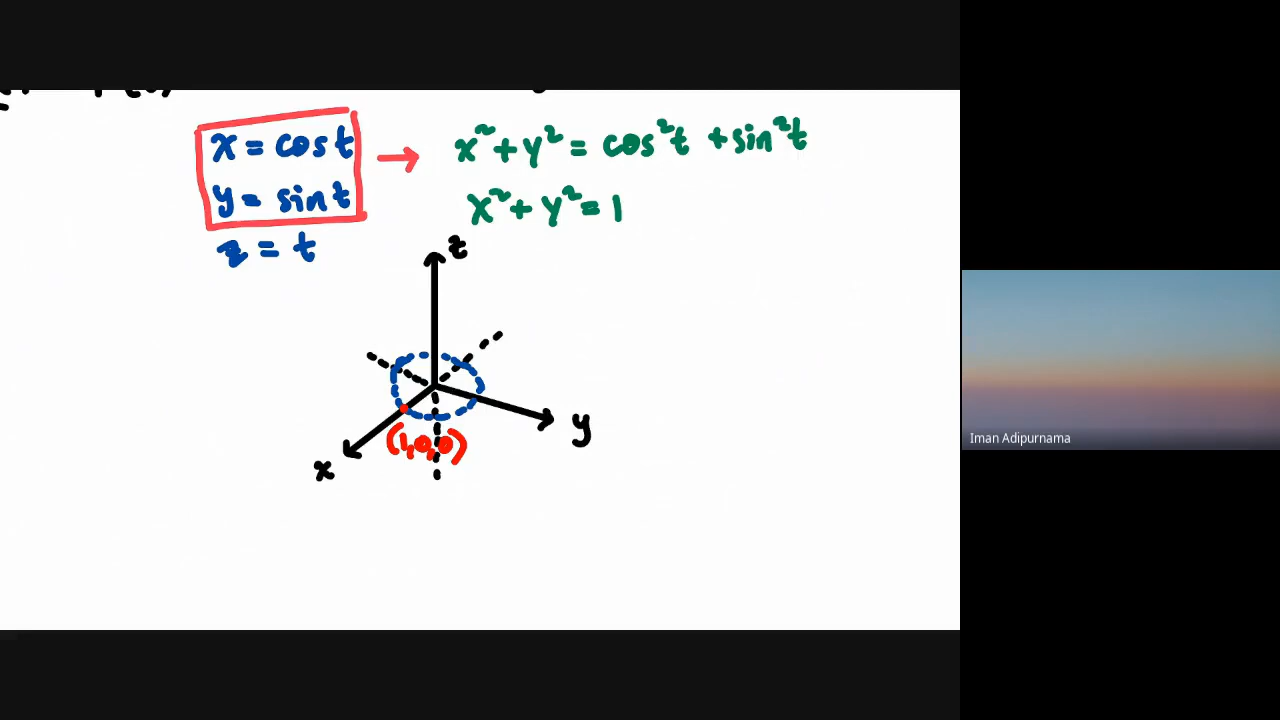 x = cos t → x² + y² = cos²t + sin²t
y = sin t
x² + y² = 1
z = t
z
y
(1,0,0)
x
Iman Adipurnama